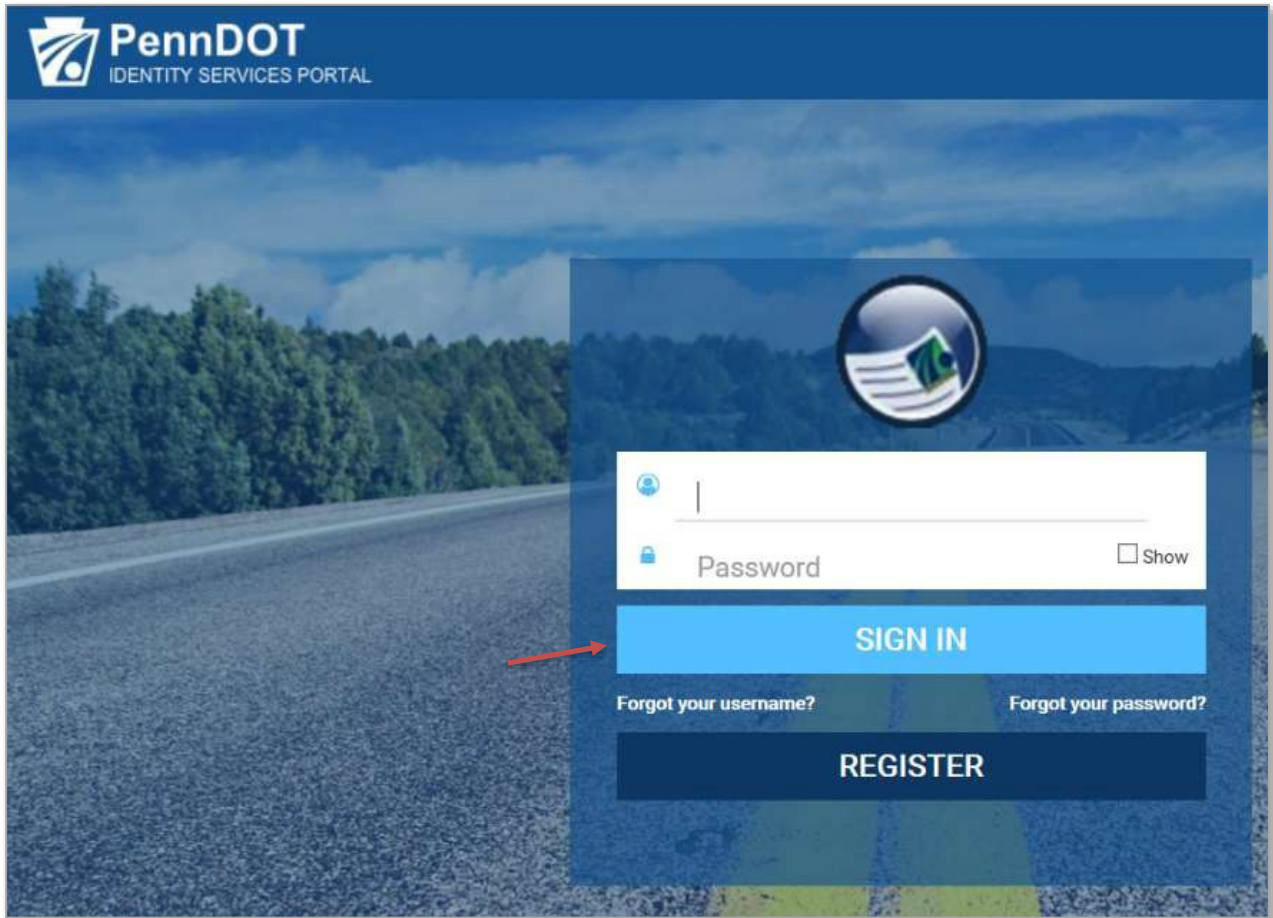 PennDOT
IDENTITY SERVICES PORTAL
Password
Show
SIGN IN
Forgot your username?
Forgot your password?
REGISTER